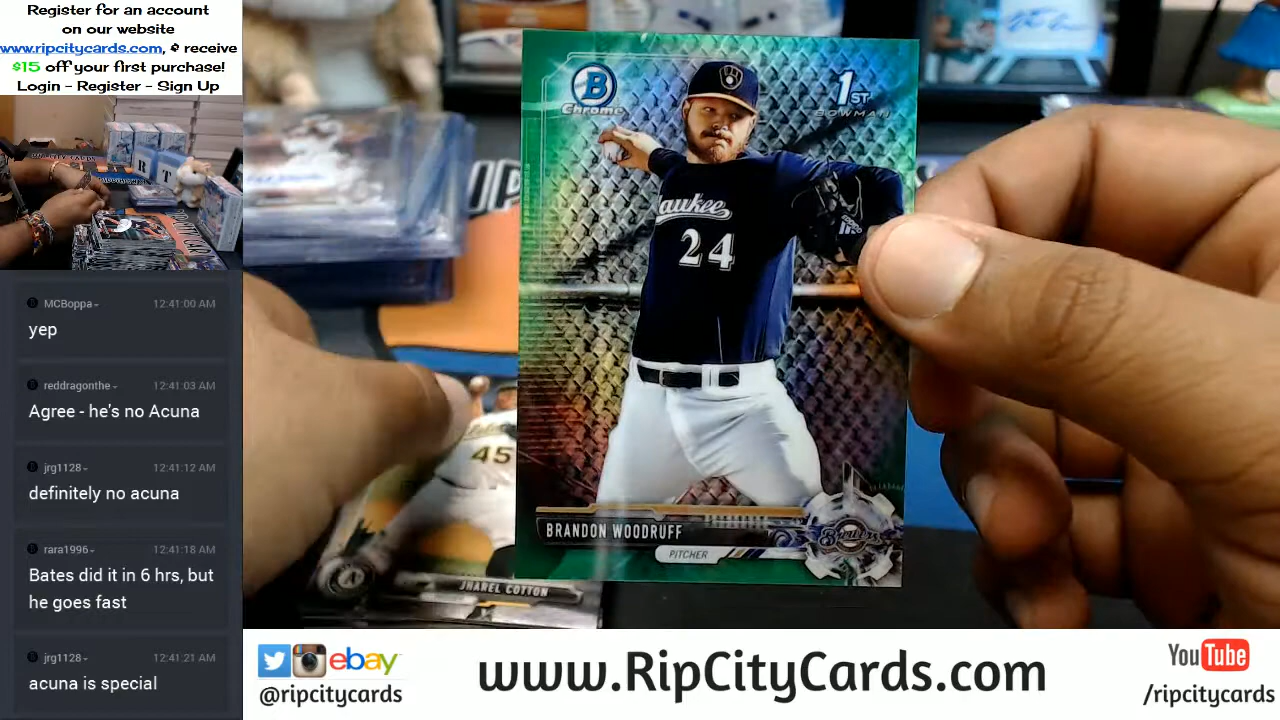 Register for an account
on our website
www.ripcitycards.com, & receive
$15 off your first purchase!
Login - Register - Sign Up
MCBoppa 12:41:00 AM
yep
reddragonthe 12:41:03 AM
Agree - he's no Acuna
jrg1128 12:41:12 AM
definitely no acuna
rara1996 12:41:18 AM
Bates did it in 6 hrs, but
he goes fast
jrg1128 12:41:21 AM
acuna is special
B
Chrome
1ST
BOWMAN
24
45
BRANDON WOODRUFF
PITCHER
Brewers
JHAREL COTTON
ebay
@ripcitycards
www.RipCityCards.com
YouTube
/ripcitycards